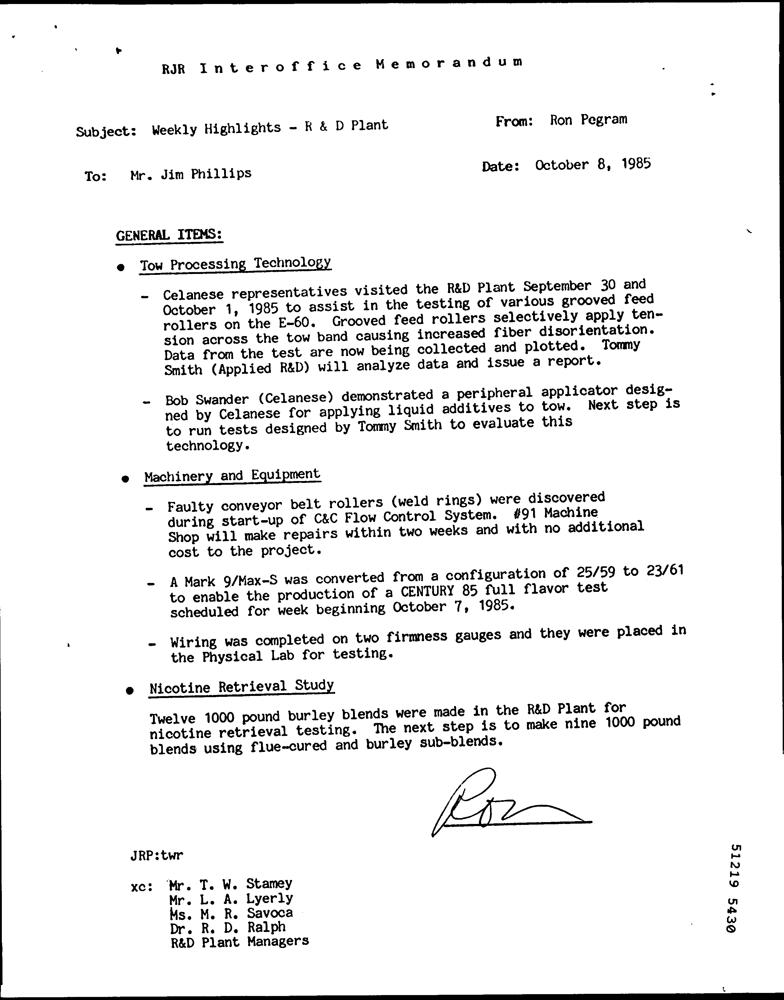 RJR Interoffice Memorandum
Subject: Weekly Highlights - R & D Plant
From: Ron Pegram
To: Mr. Jim Phillips
Date: October 8, 1985
GENERAL ITEMS:
● Tow Processing Technology
- Celanese representatives visited the R&D Plant September 30 and
October 1, 1985 to assist in the testing of various grooved feed
rollers on the E-60. Grooved feed rollers selectively apply ten-
sion across the tow band causing increased fiber disorientation.
Data from the test are now being collected and plotted. Tommy
Smith (Applied R&D) will analyze data and issue a report.
- Bob Swander (Celanese) demonstrated a peripheral applicator desig-
ned by Celanese for applying liquid additives to tow. Next step is
to run tests designed by Tommy Smith to evaluate this
technology.
● Machinery and Equipment
- Faulty conveyor belt rollers (weld rings) were discovered
during start-up of C&C Flow Control System. #91 Machine
Shop will make repairs within two weeks and with no additional
cost to the project.
- A Mark 9/Max-S was converted from a configuration of 25/59 to 23/61
to enable the production of a CENTURY 85 full flavor test
scheduled for week beginning October 7, 1985.
- Wiring was completed on two firmness gauges and they were placed in
the Physical Lab for testing.
● Nicotine Retrieval Study
Twelve 1000 pound burley blends were made in the R&D Plant for
nicotine retrieval testing. The next step is to make nine 1000 pound
blends using flue-cured and burley sub-blends.
Ron
JRP:twr
xc: Mr. T. W. Stamey
Mr. L. A. Lyerly
Ms. M. R. Savoca
Dr. R. D. Ralph
R&D Plant Managers
51219 5430